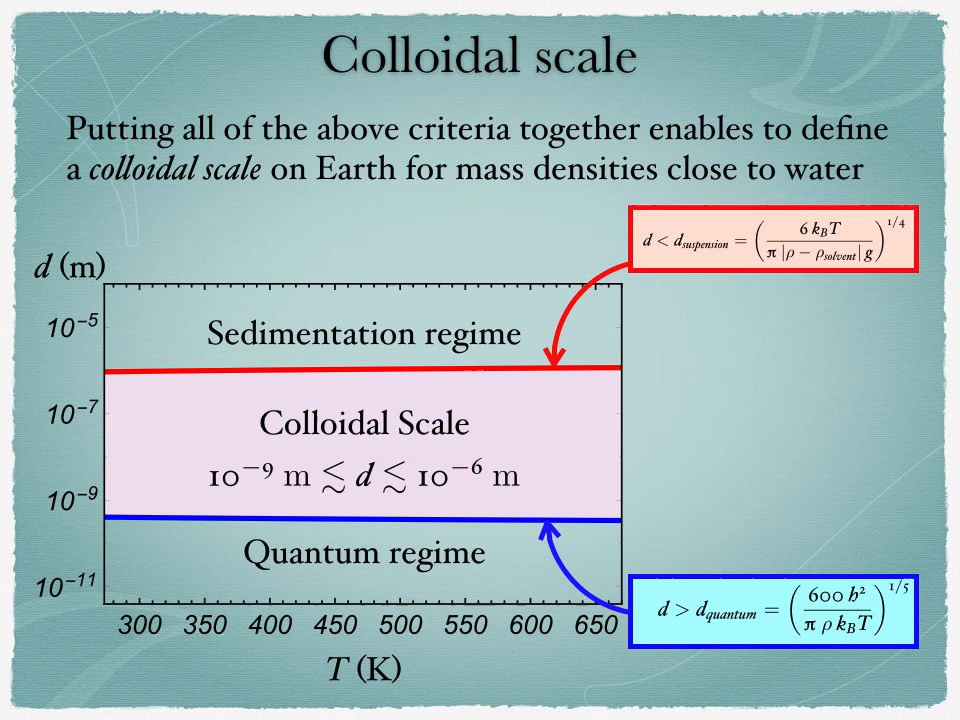 Colloidal scale
Putting all of the above criteria together enables to define
a colloidal scale on Earth for mass densities close to water
d < d_suspension = (6 k_B T / π |ρ − ρ_solvent| g)^1/4
d (m)
10⁻⁵
Sedimentation regime
10⁻⁷
Colloidal Scale
10⁻⁹ m ≲ d ≲ 10⁻⁶ m
10⁻⁹
Quantum regime
10⁻¹¹
d > d_quantum = (600 ħ² / π ρ k_B T)^1/5
300 350 400 450 500 550 600 650
T (K)